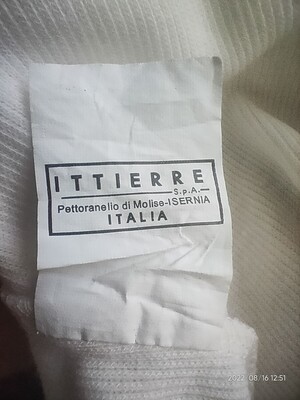 ITTIERRE
S.p.A.
Pettoranello di Molise-ISERNIA
ITALIA
2022.08.16 12:51